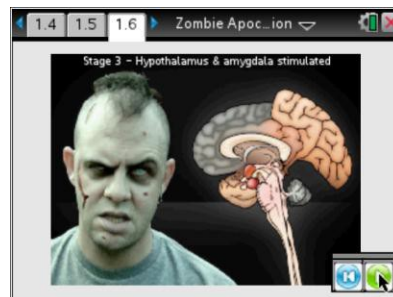 1.4 1.5 1.6 Zombie Apoc...ion
Stage 3 – Hypothalamus & amygdala stimulated